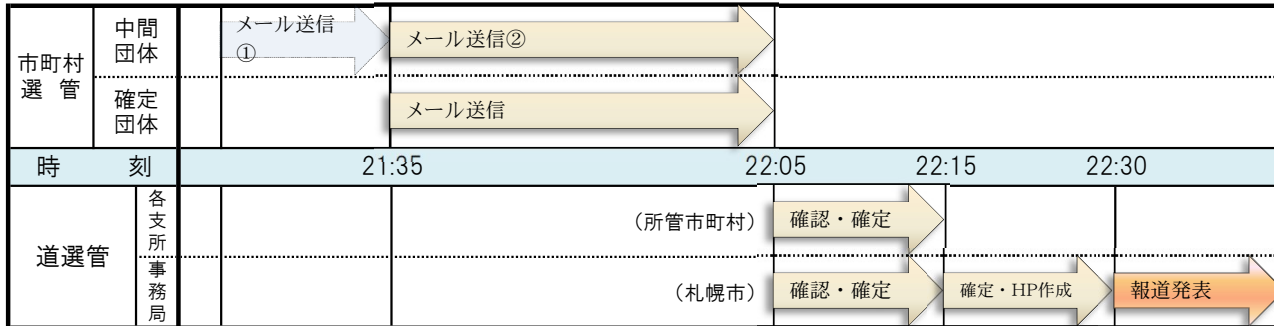 市町村
選　管
中間
団体
メール送信
①
メール送信②
確定
団体
メール送信
時　　刻
21:35
22:05
22:15
22:30
道選管
各
支
所
（所管市町村）
確認・確定
事
務
局
（札幌市）
確認・確定
確定・HP作成
報道発表